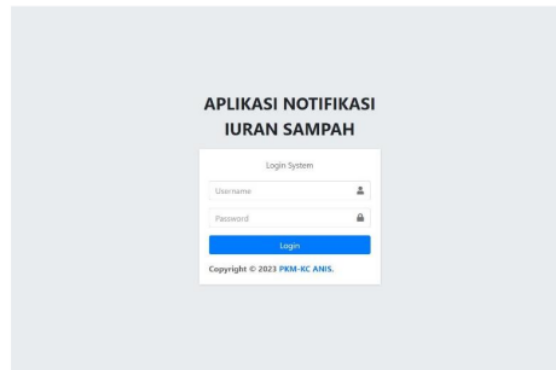 APLIKASI NOTIFIKASI
IURAN SAMPAH
Login System
Username
Password
Login
Copyright © 2023 PKM-KC ANIS.